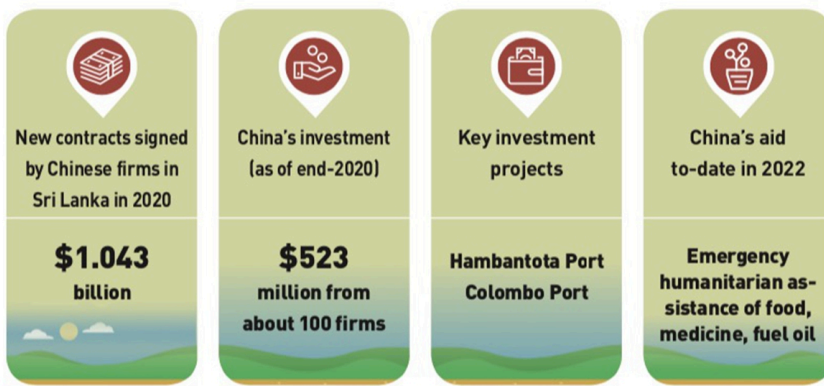 New contracts signed
by Chinese firms in
Sri Lanka in 2020
$1.043
billion
China's investment
(as of end-2020)
$523
million from
about 100 firms
Key investment
projects
Hambantota Port
Colombo Port
China's aid
to-date in 2022
Emergency
humanitarian as-
sistance of food,
medicine, fuel oil